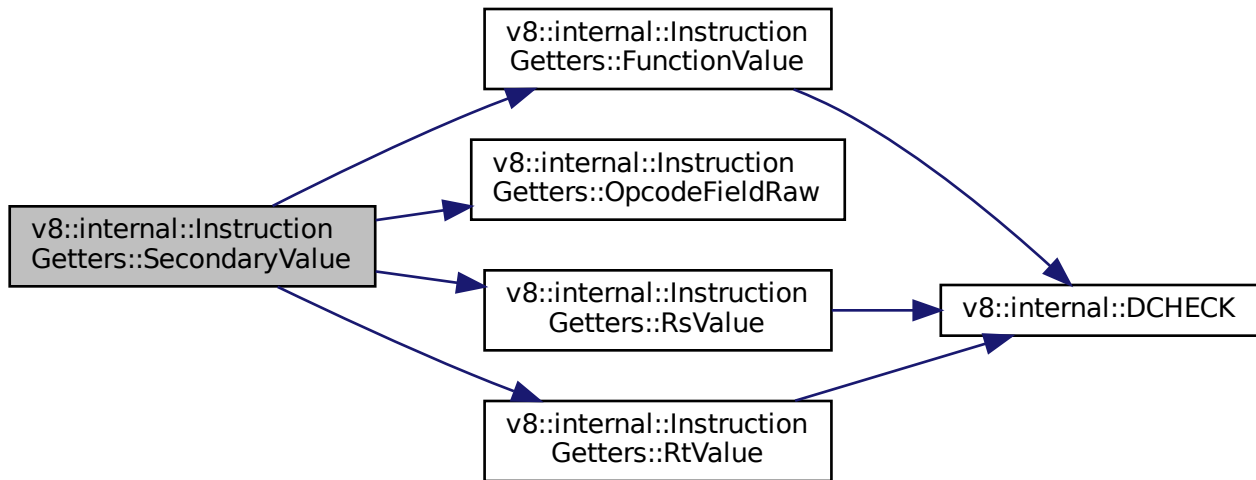 v8::internal::Instruction
Getters::SecondaryValue
v8::internal::Instruction
Getters::FunctionValue
v8::internal::Instruction
Getters::OpcodeFieldRaw
v8::internal::Instruction
Getters::RsValue
v8::internal::Instruction
Getters::RtValue
v8::internal::DCHECK